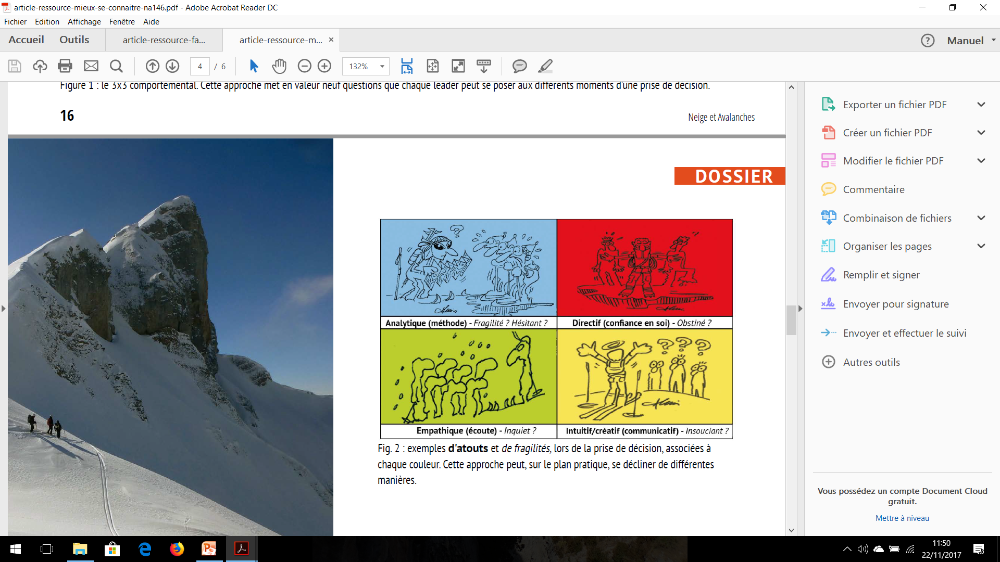 article-ressource-mieux-se-connaitre-na146.pdf - Adobe Acrobat Reader DC
Fichier Edition Affichage Fenêtre Aide
Accueil Outils article-ressource-fa... article-ressource-m... Manuel
4 / 6 132%
Figure 1 : le 3x3 comportemental. Cette approche met en valeur neuf questions que chaque leader peut se poser aux différents moments d'une prise de décision.
16 Neige et Avalanches
DOSSIER
Analytique (méthode) - Fragilité ? Hésitant ?
Directif (confiance en soi) - Obstiné ?
Empathique (écoute) - Inquiet ?
Intuitif/créatif (communicatif) - Insouciant ?
Fig. 2 : exemples d'atouts et de fragilités, lors de la prise de décision, associées à
chaque couleur. Cette approche peut, sur le plan pratique, se décliner de différentes
manières.
Exporter un fichier PDF
Créer un fichier PDF
Modifier le fichier PDF
Commentaire
Combinaison de fichiers
Organiser les pages
Remplir et signer
Envoyer pour signature
Envoyer et effectuer le suivi
Autres outils
Vous possédez un compte Document Cloud
gratuit.
Mettre à niveau
11:50
22/11/2017